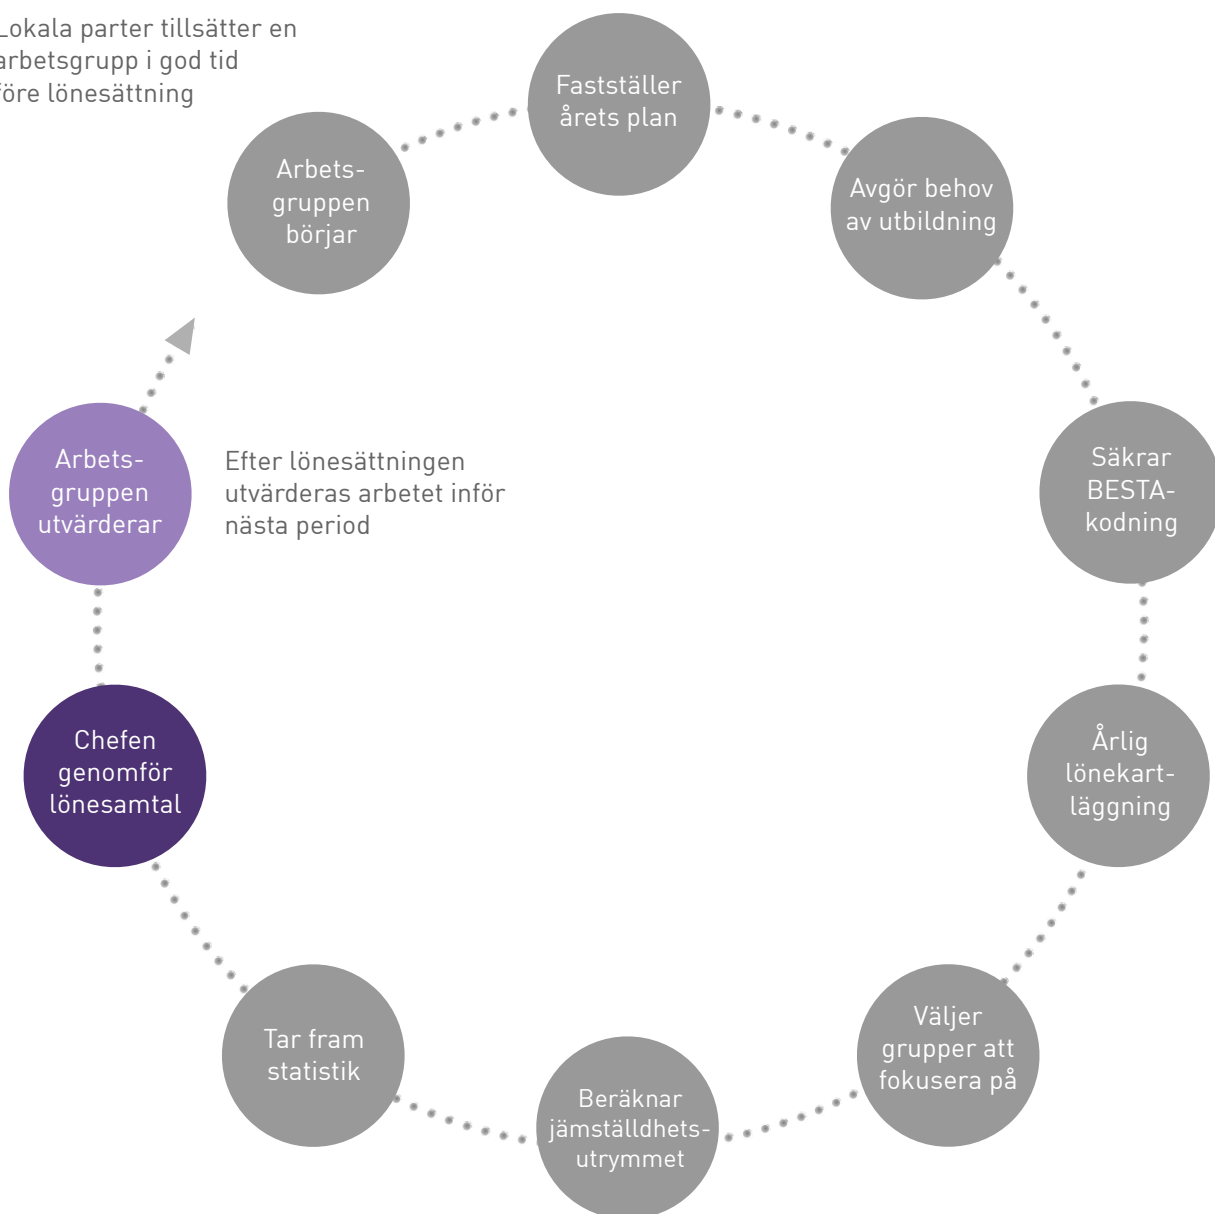 Lokala parter tillsätter en
arbetsgrupp i god tid
före lönesättning
Fastställer
årets plan
Arbets-
gruppen
börjar
Avgör behov
av utbildning
Säkrar
BESTA-
kodning
Årlig
lönekart-
läggning
Väljer
grupper att
fokusera på
Beräknar
jämställdhets-
utrymmet
Tar fram
statistik
Chefen
genomför
lönesamtal
Arbets-
gruppen
utvärderar
Efter lönesättningen
utvärderas arbetet inför
nästa period